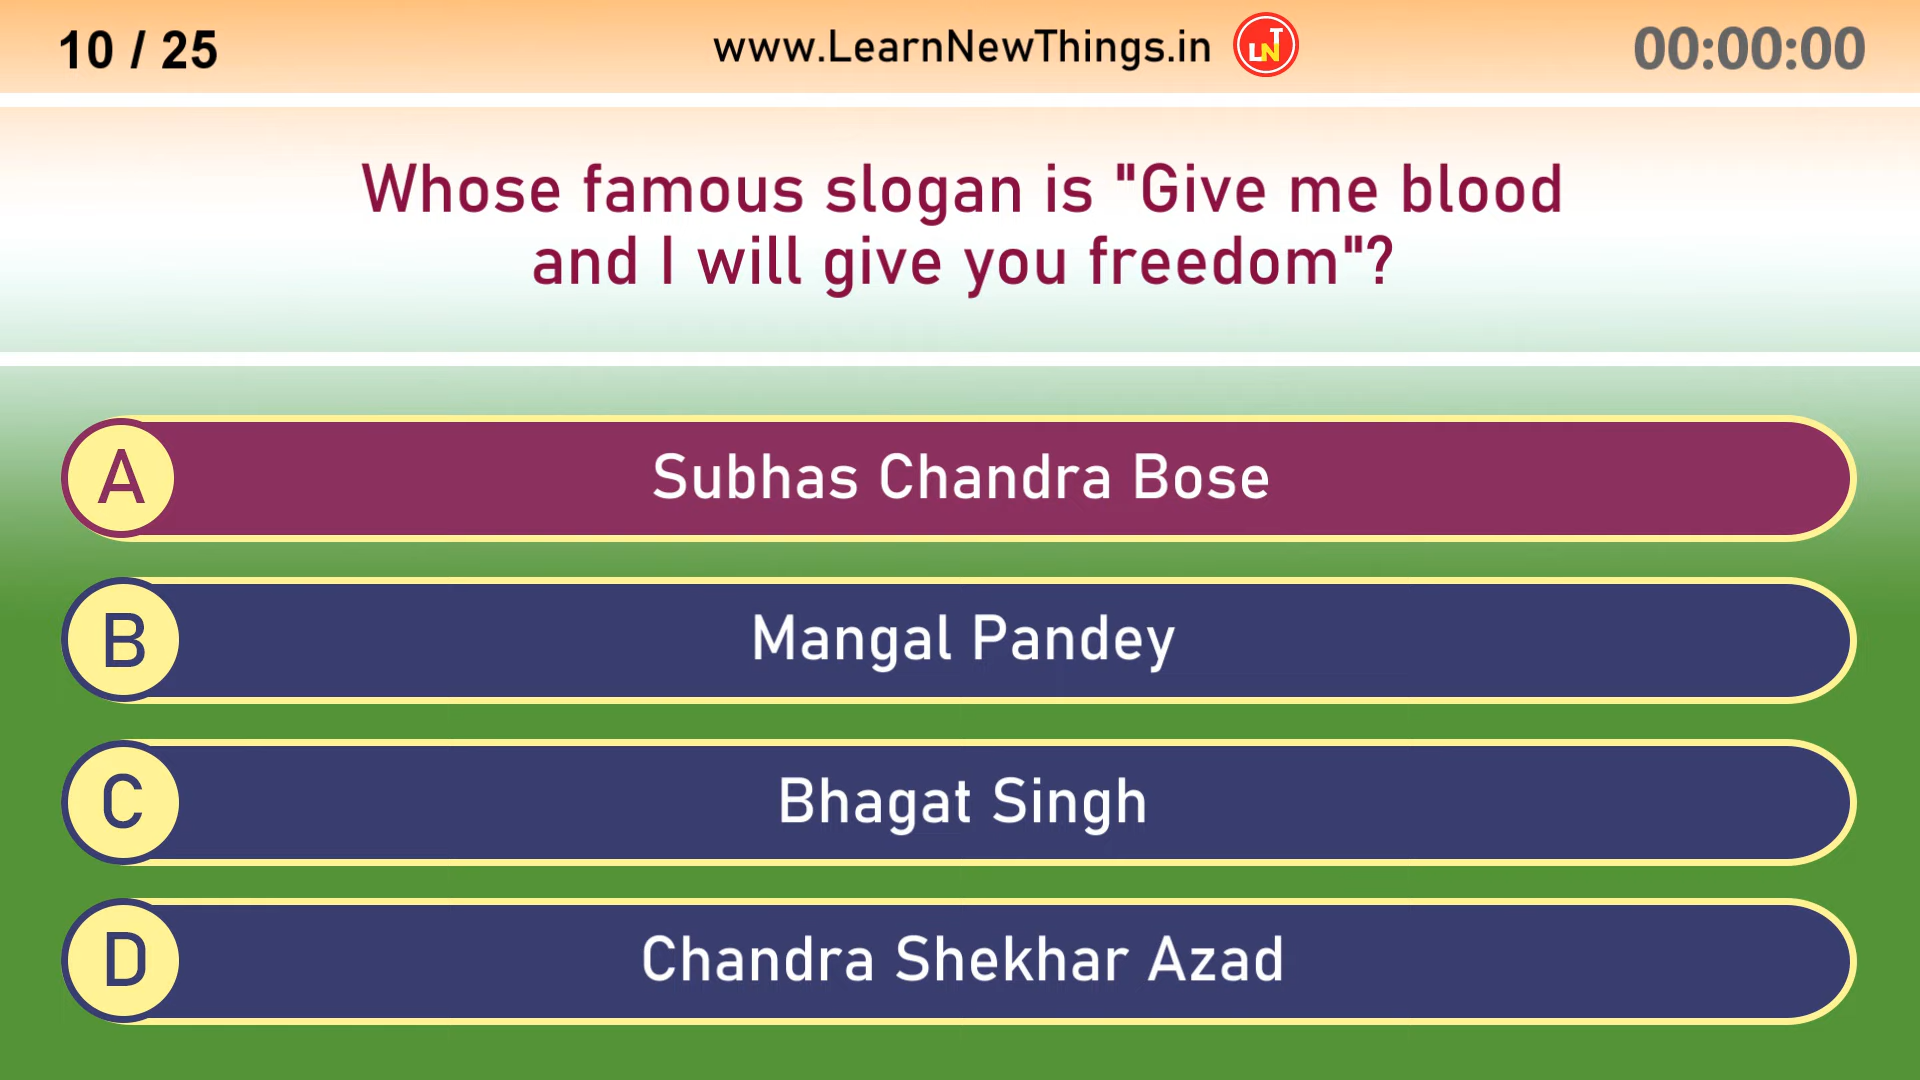 10 / 25
www.LearnNewThings.in
LNT
00:00:00
Whose famous slogan is "Give me blood
and I will give you freedom"?
A
Subhas Chandra Bose
B
Mangal Pandey
C
Bhagat Singh
D
Chandra Shekhar Azad